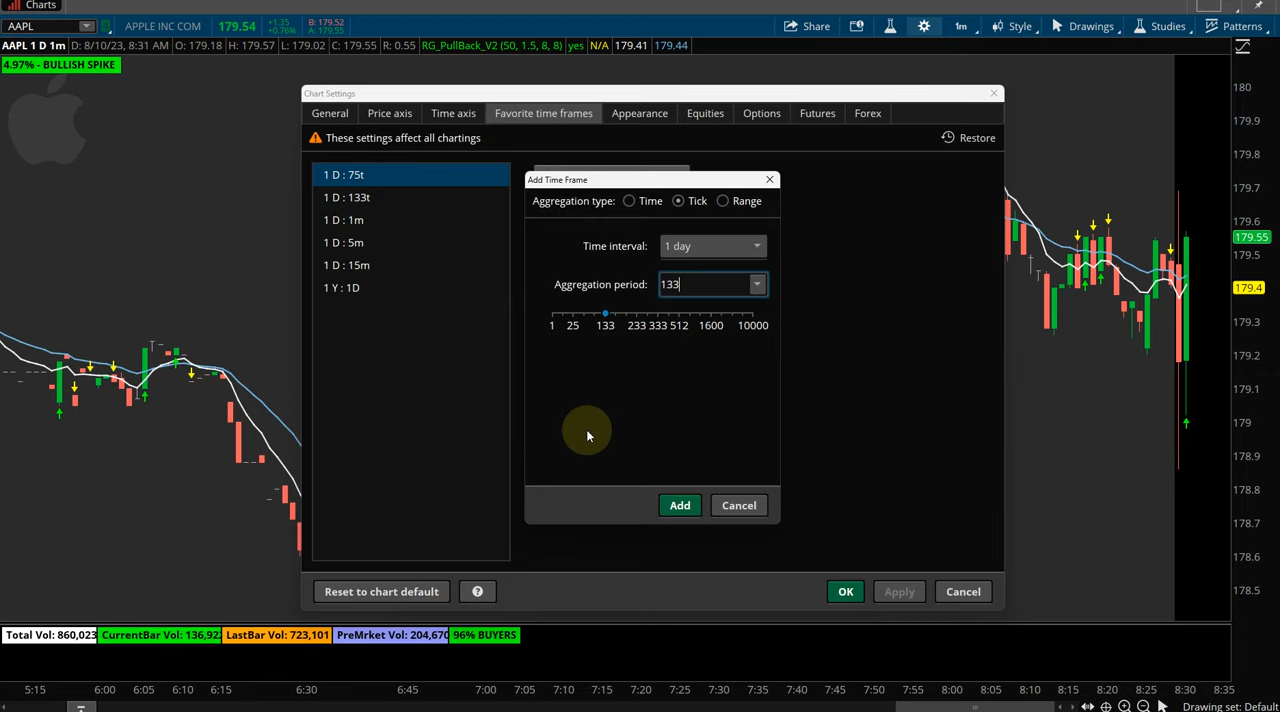 Charts
AAPL APPLE INC COM 179.54 +1.35 +0.76% B: 179.52 A: 179.55 Share 1m Style Drawings Studies Patterns
AAPL 1 D 1m D: 8/10/23, 8:31 AM O: 179.18 H: 179.57 L: 179.02 C: 179.55 R: 0.55 RG_PullBack_V2 (50, 1.5, 8, 8) yes N/A 179.41 179.44
4.97% - BULLISH SPIKE
Chart Settings
General Price axis Time axis Favorite time frames Appearance Equities Options Futures Forex
These settings affect all chartings Restore
1 D : 75t
1 D : 133t
1 D : 1m
1 D : 5m
1 D : 15m
1 Y : 1D
Add Time Frame
Aggregation type: Time Tick Range
Time interval: 1 day
Aggregation period: 133
1 25 133 233 333 512 1600 10000
Add Cancel
Reset to chart default ? OK Apply Cancel
180
179.9
179.8
179.7
179.6
179.55
179.5
179.4
179.3
179.2
179.1
179
178.9
178.8
178.7
178.6
178.5
Total Vol: 860,023 CurrentBar Vol: 136,92 LastBar Vol: 723,101 PreMrket Vol: 204,670 96% BUYERS
5:15 6:00 6:05 6:10 6:15 6:30 6:45 7:00 7:05 7:10 7:15 7:20 7:25 7:30 7:35 7:40 7:45 7:50 7:55 8:00 8:05 8:10 8:15 8:20 8:25 8:30 8:35
Drawing set: Default